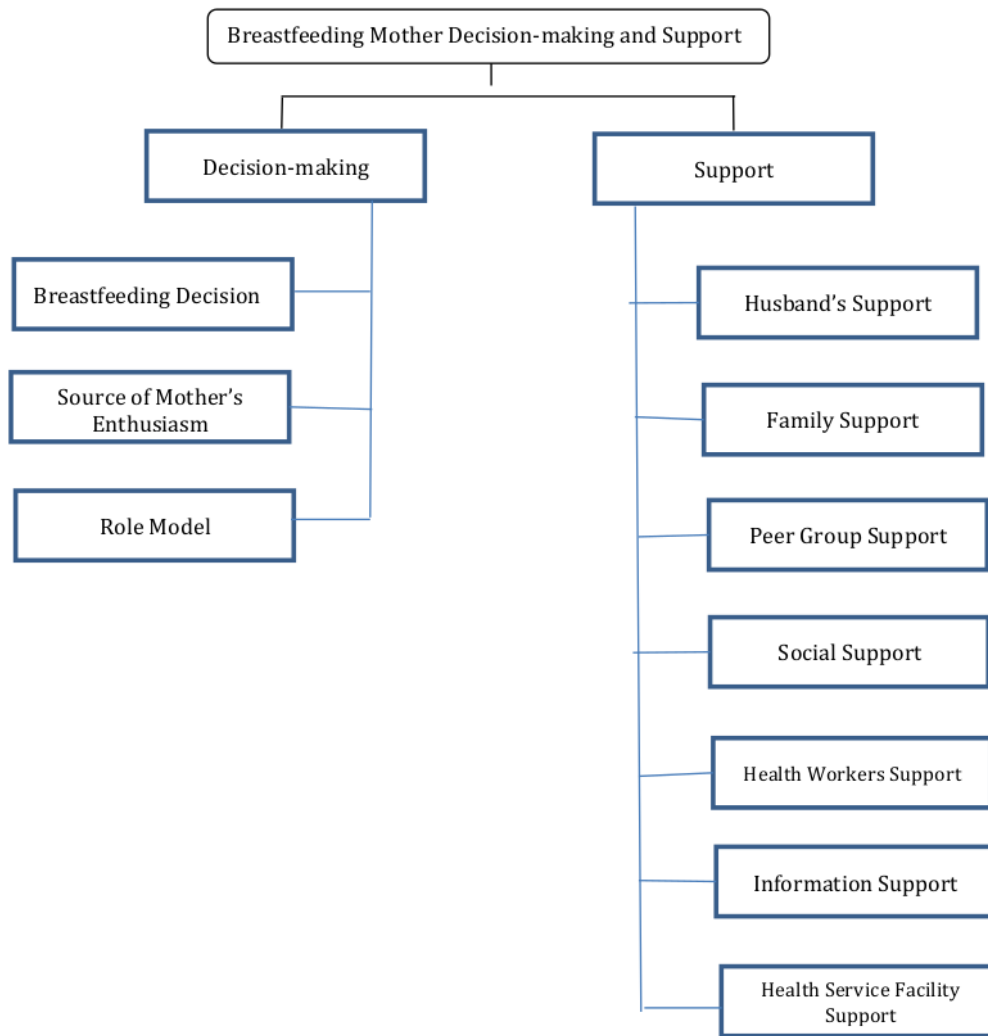 Breastfeeding Mother Decision-making and Support
Decision-making
Support
Breastfeeding Decision
Source of Mother’s
Enthusiasm
Role Model
Husband’s Support
Family Support
Peer Group Support
Social Support
Health Workers Support
Information Support
Health Service Facility
Support